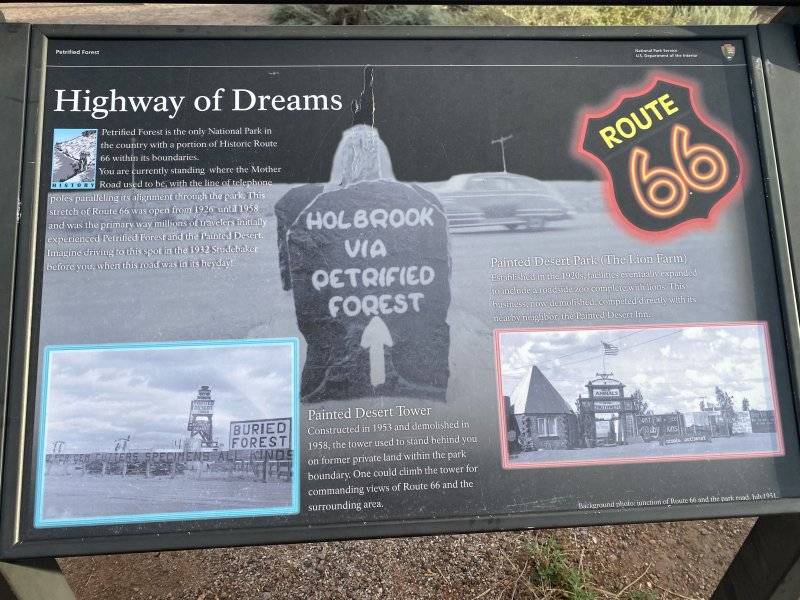 Petrified Forest
National Park Service
U.S. Department of the Interior
Highway of Dreams
HISTORY
Petrified Forest is the only National Park in
the country with a portion of Historic Route
66 within its boundaries.
You are currently standing where the Mother
Road used to be, with the line of telephone
poles paralleling its alignment through the park. This
stretch of Route 66 was open from 1926 until 1958
and was the primary way millions of travelers initially
experienced Petrified Forest and the Painted Desert.
Imagine driving to this spot in the 1932 Studebaker
before you, when this road was in its heyday!
HOLBROOK
VIA
PETRIFIED
FOREST
ROUTE
66
Painted Desert Park (The Lion Farm)
Established in the 1920s, facilities eventually expanded
to include a roadside zoo complete with lions. This
business, now demolished, competed directly with its
nearby neighbor, the Painted Desert Inn.
BURIED
FOREST
SPECIMENS ALL KINDS
Painted Desert Tower
Constructed in 1953 and demolished in
1958, the tower used to stand behind you
on former private land within the park
boundary. One could climb the tower for
commanding views of Route 66 and the
surrounding area.
ANIMALS
Background photo: junction of Route 66 and the park road, July 1951